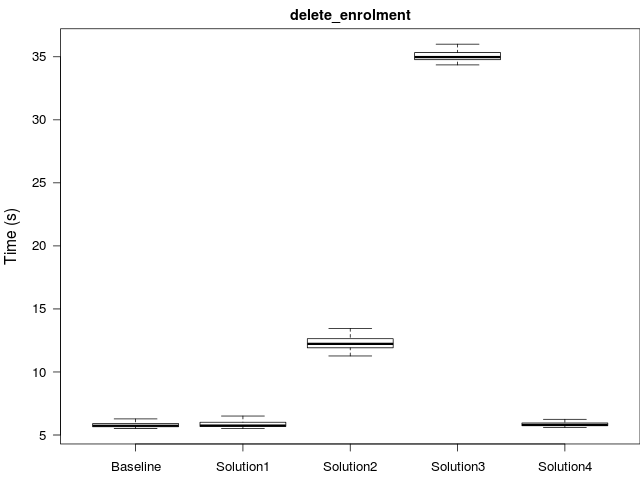 delete_enrolment
Time (s)
35
30
25
20
15
10
5
Baseline
Solution1
Solution2
Solution3
Solution4